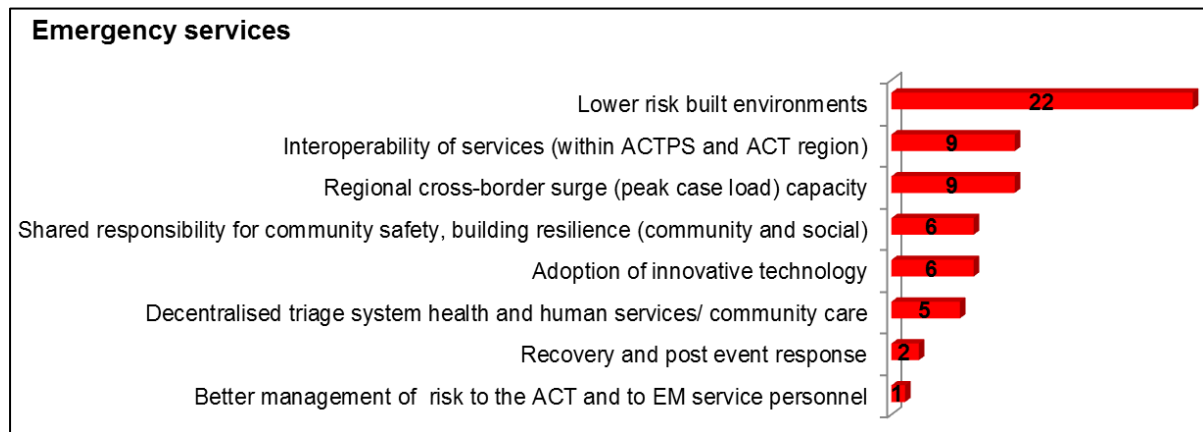 Emergency services
Lower risk built environments 22
Interoperability of services (within ACTPS and ACT region) 9
Regional cross-border surge (peak case load) capacity 9
Shared responsibility for community safety, building resilience (community and social) 6
Adoption of innovative technology 6
Decentralised triage system health and human services/ community care 5
Recovery and post event response 2
Better management of  risk to the ACT and to EM service personnel 1